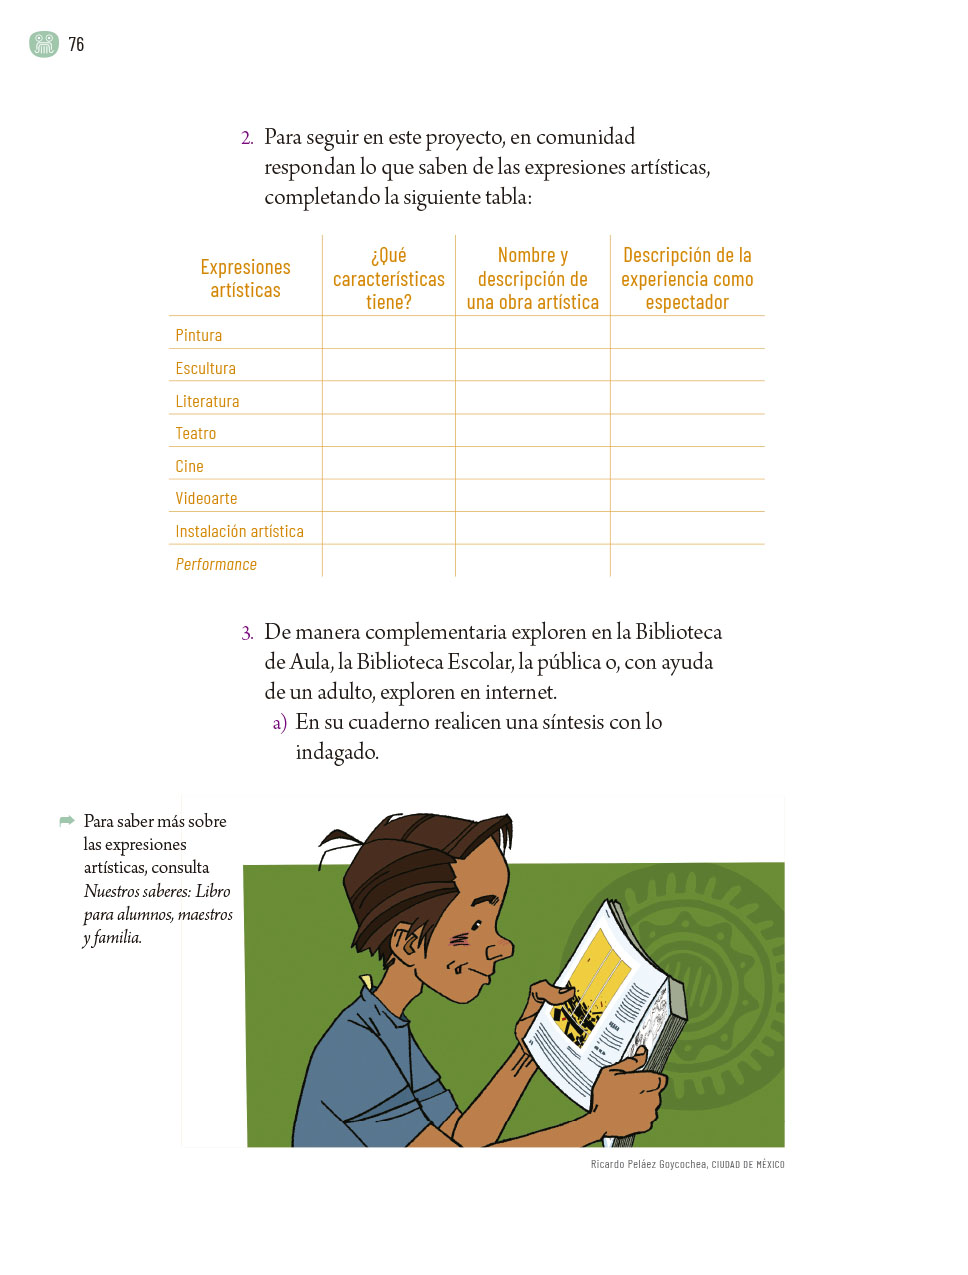 76
2. Para seguir en este proyecto, en comunidad
respondan lo que saben de las expresiones artísticas,
completando la siguiente tabla:
Expresiones artísticas
¿Qué características tiene?
Nombre y descripción de una obra artística
Descripción de la experiencia como espectador
Pintura
Escultura
Literatura
Teatro
Cine
Videoarte
Instalación artística
Performance
3. De manera complementaria exploren en la Biblioteca
de Aula, la Biblioteca Escolar, la pública o, con ayuda
de un adulto, exploren en internet.
a) En su cuaderno realicen una síntesis con lo
indagado.
Para saber más sobre
las expresiones
artísticas, consulta
Nuestros saberes: Libro
para alumnos, maestros
y familia.
Ricardo Peláez Goycochea, CIUDAD DE MÉXICO